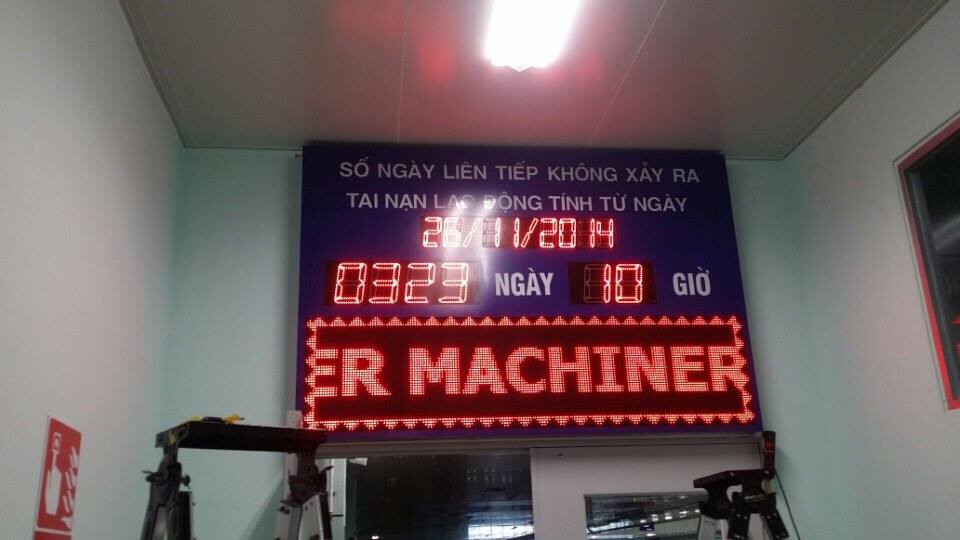 SỐ NGÀY LIÊN TIẾP KHÔNG XẢY RA
TAI NẠN LAO ĐỘNG TÍNH TỪ NGÀY
26/11/2014
0323 NGÀY 10 GIỜ
ER MACHINER